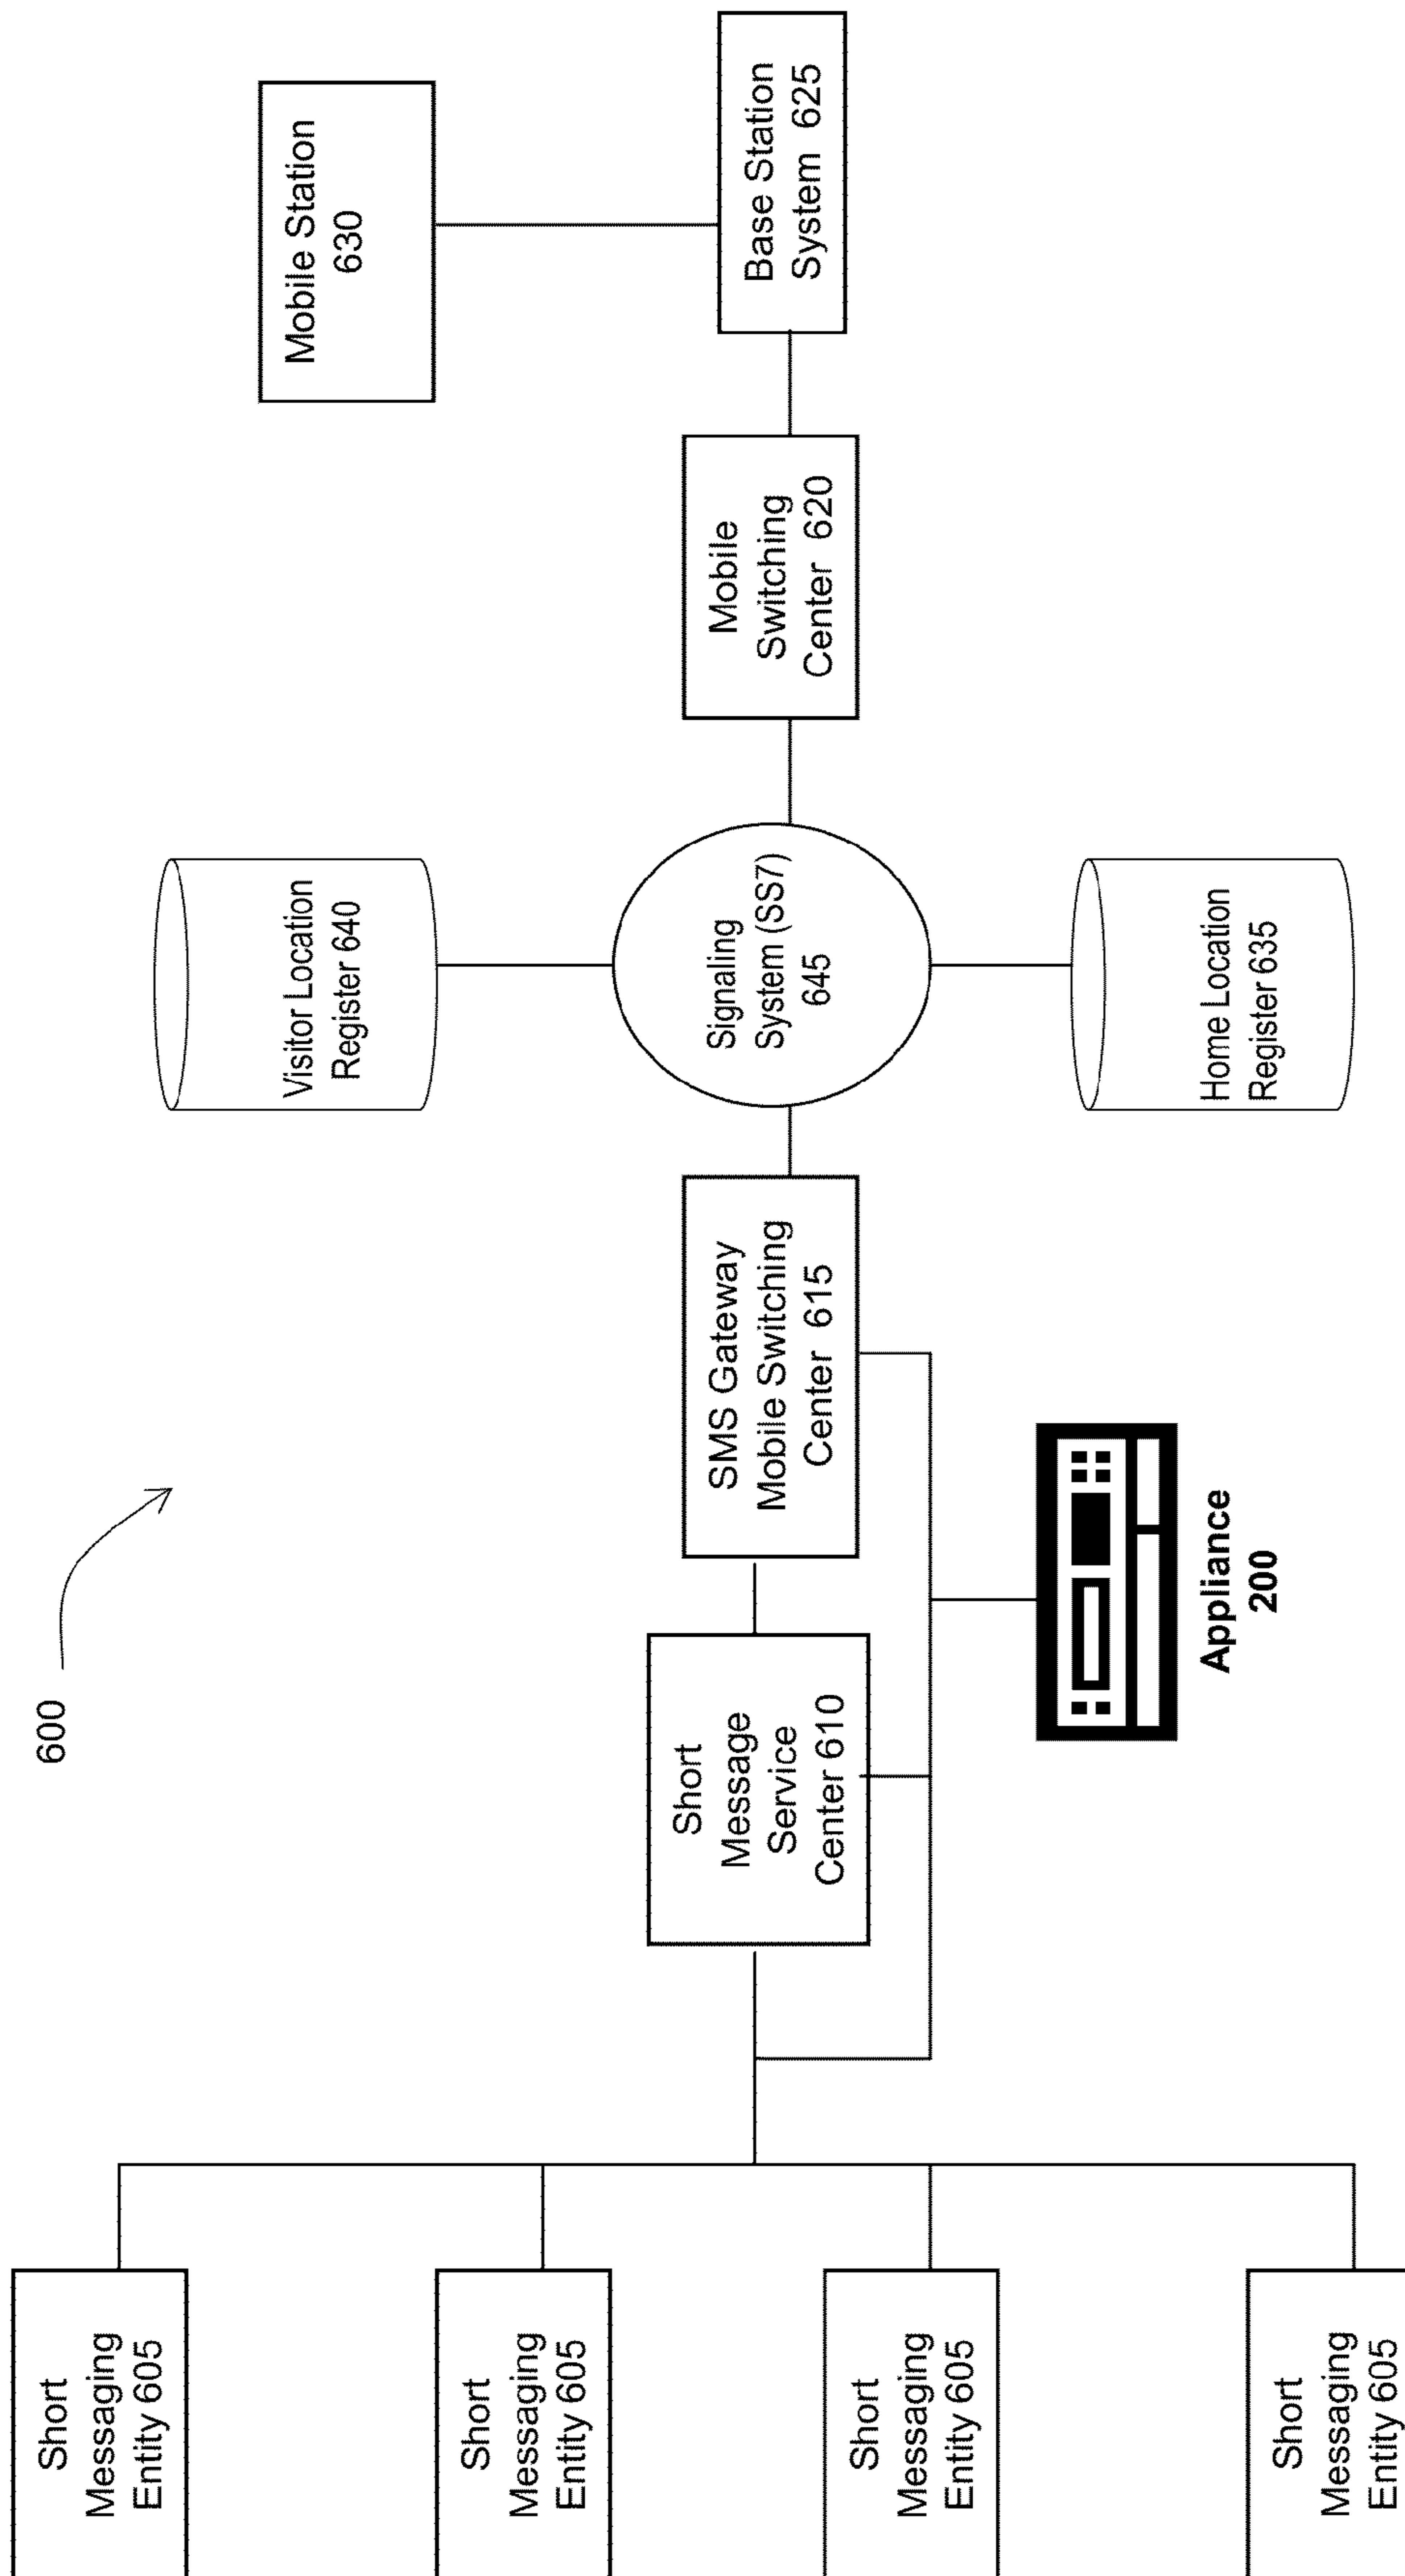 600
Short
Messaging
Entity 605
Short
Messaging
Entity 605
Short
Messaging
Entity 605
Short
Messaging
Entity 605
Short
Message
Service
Center 610
SMS Gateway
Mobile Switching
Center 615
Appliance
200
Visitor Location
Register 640
Signaling
System (SS7)
645
Home Location
Register 635
Mobile
Switching
Center 620
Mobile Station
630
Base Station
System 625